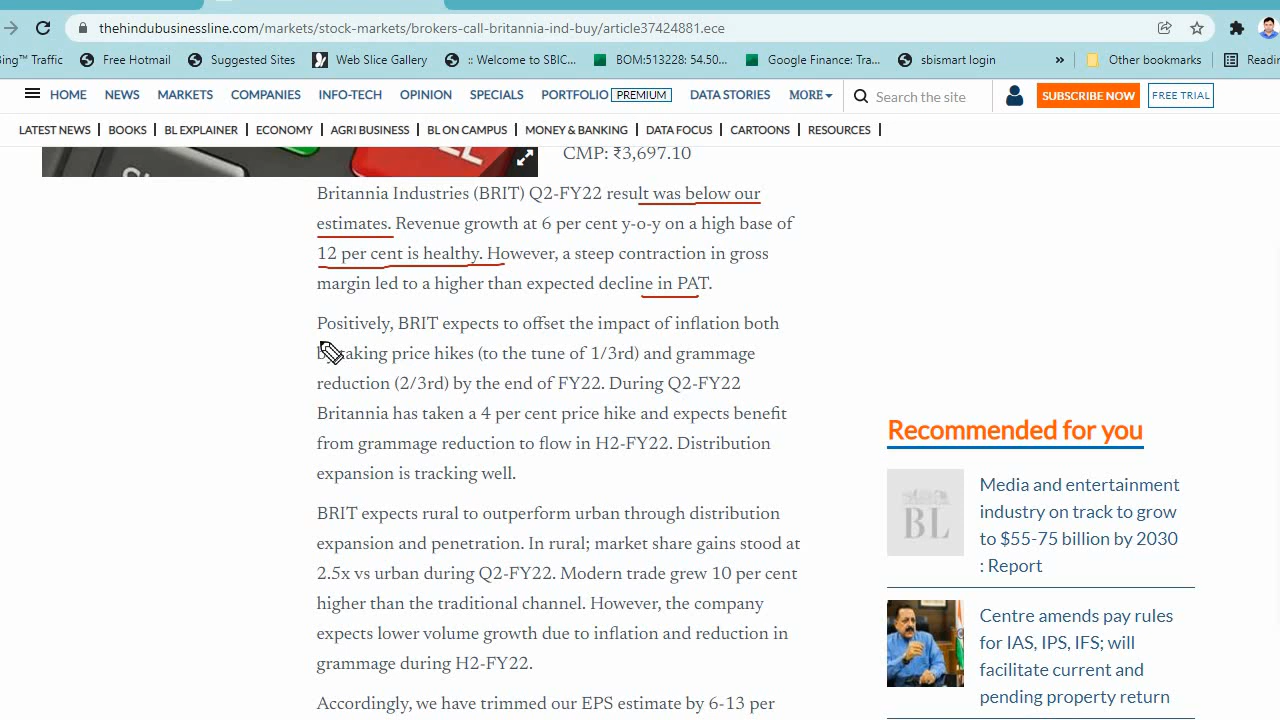 thehindubusinessline.com/markets/stock-markets/brokers-call-britannia-ind-buy/article37424881.ece
ing™ Traffic Free Hotmail Suggested Sites Web Slice Gallery :: Welcome to SBIC... BOM:513228: 54.50... Google Finance: Tra... sbismart login » Other bookmarks Readin
HOME NEWS MARKETS COMPANIES INFO-TECH OPINION SPECIALS PORTFOLIO PREMIUM DATA STORIES MORE Search the site SUBSCRIBE NOW FREE TRIAL
LATEST NEWS BOOKS BL EXPLAINER ECONOMY AGRI BUSINESS BL ON CAMPUS MONEY & BANKING DATA FOCUS CARTOONS RESOURCES
CMP: ₹3,697.10
Britannia Industries (BRIT) Q2-FY22 result was below our
estimates. Revenue growth at 6 per cent y-o-y on a high base of
12 per cent is healthy. However, a steep contraction in gross
margin led to a higher than expected decline in PAT.
Positively, BRIT expects to offset the impact of inflation both
taking price hikes (to the tune of 1/3rd) and grammage
reduction (2/3rd) by the end of FY22. During Q2-FY22
Britannia has taken a 4 per cent price hike and expects benefit
from grammage reduction to flow in H2-FY22. Distribution
expansion is tracking well.
BRIT expects rural to outperform urban through distribution
expansion and penetration. In rural; market share gains stood at
2.5x vs urban during Q2-FY22. Modern trade grew 10 per cent
higher than the traditional channel. However, the company
expects lower volume growth due to inflation and reduction in
grammage during H2-FY22.
Accordingly, we have trimmed our EPS estimate by 6-13 per
Recommended for you
BL
Media and entertainment
industry on track to grow
to $55-75 billion by 2030
: Report
Centre amends pay rules
for IAS, IPS, IFS; will
facilitate current and
pending property return